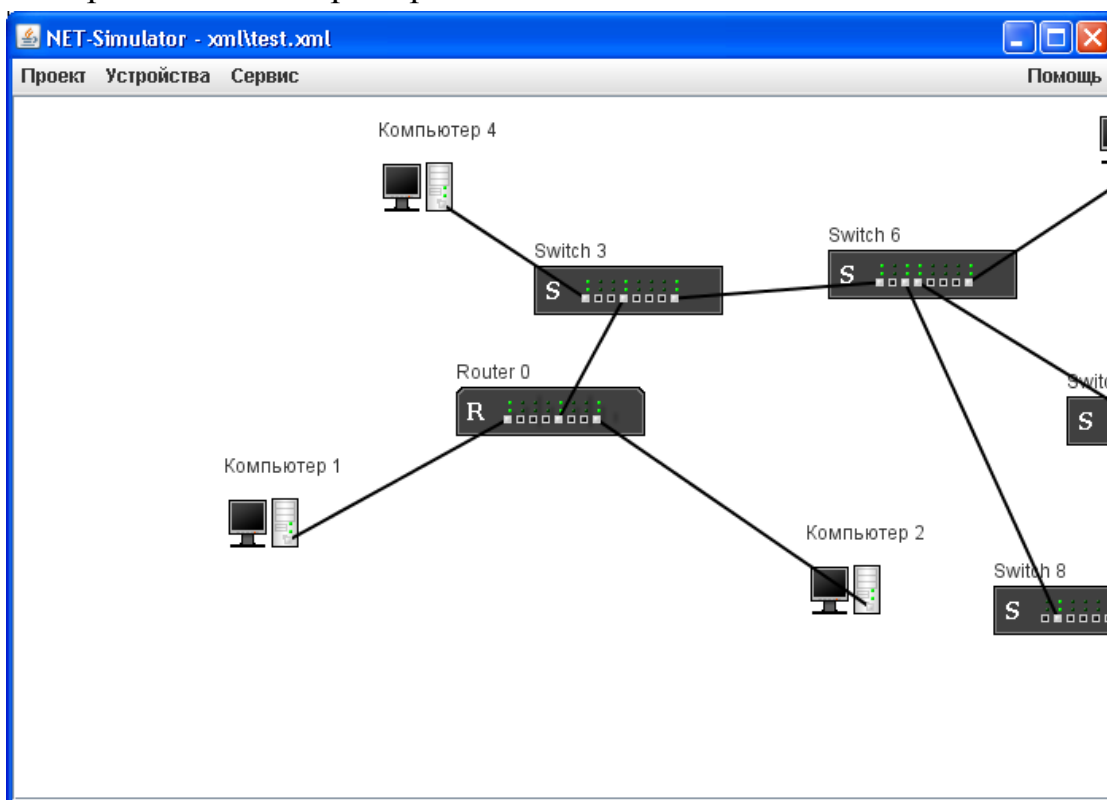 NET-Simulator - xml\test.xml
Проект Устройства Сервис Помощь
Компьютер 4
Switch 6
Switch 3
S
S
Router 0
R
S
Компьютер 1
Компьютер 2
Switch 8
S